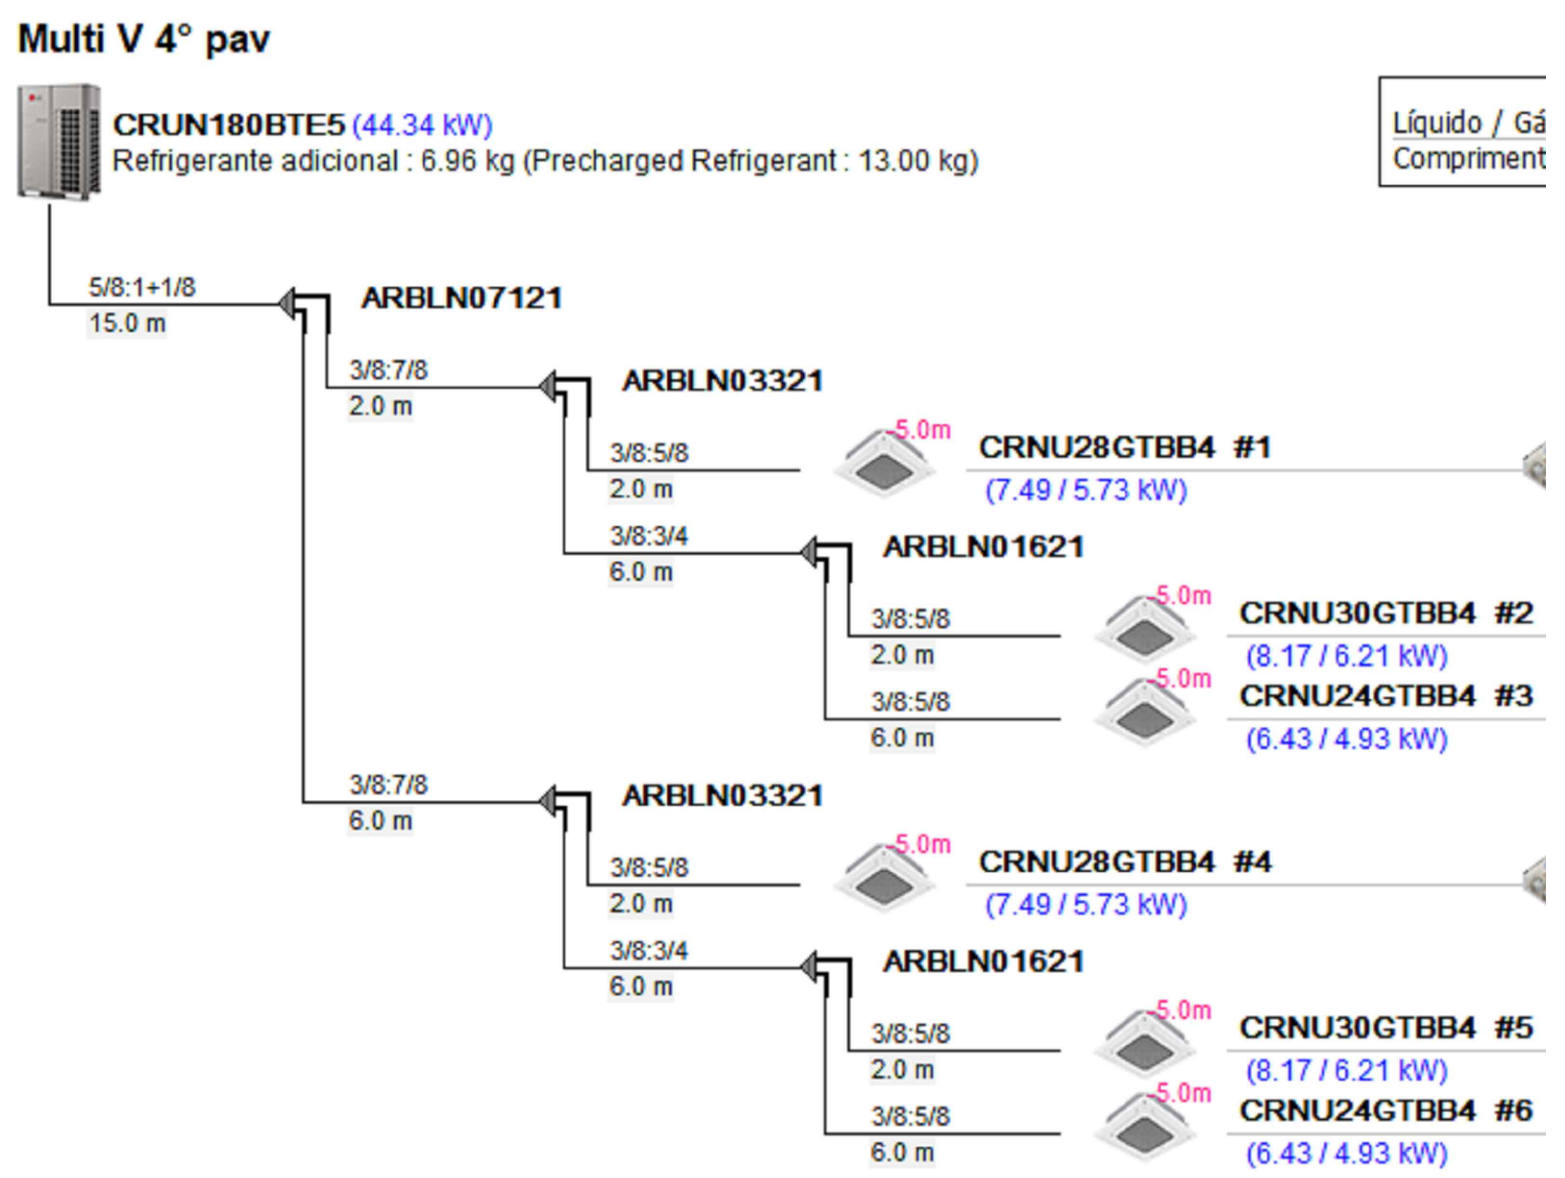 Multi V 4° pav
CRUN180BTE5 (44.34 kW)
Refrigerante adicional : 6.96 kg (Precharged Refrigerant : 13.00 kg)
Líquido / Gá
Compriment
5/8:1+1/8
15.0 m
ARBLN07121
3/8:7/8
2.0 m
ARBLN03321
3/8:5/8
2.0 m
-5.0m
CRNU28GTBB4 #1
(7.49 / 5.73 kW)
3/8:3/4
6.0 m
ARBLN01621
3/8:5/8
2.0 m
-5.0m
CRNU30GTBB4 #2
(8.17 / 6.21 kW)
3/8:5/8
6.0 m
-5.0m
CRNU24GTBB4 #3
(6.43 / 4.93 kW)
3/8:7/8
6.0 m
ARBLN03321
3/8:5/8
2.0 m
-5.0m
CRNU28GTBB4 #4
(7.49 / 5.73 kW)
3/8:3/4
6.0 m
ARBLN01621
3/8:5/8
2.0 m
-5.0m
CRNU30GTBB4 #5
(8.17 / 6.21 kW)
3/8:5/8
6.0 m
-5.0m
CRNU24GTBB4 #6
(6.43 / 4.93 kW)